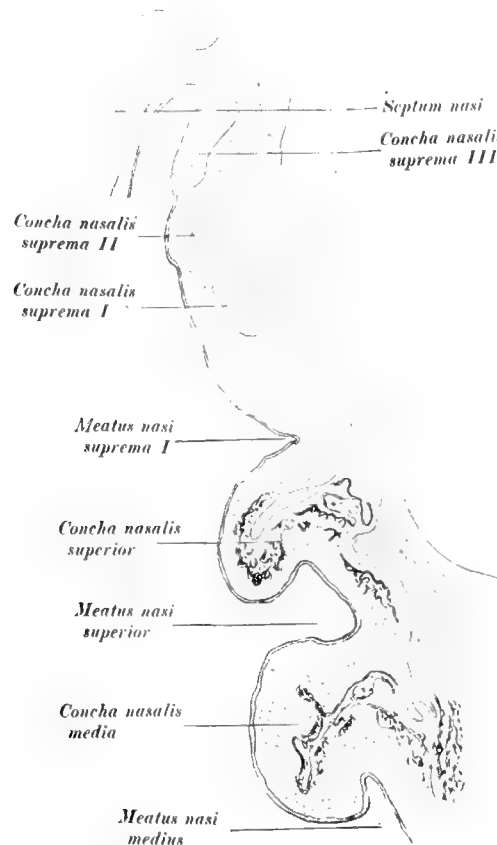 Septum nasi
Concha nasalis
suprema III
Concha nasalis
suprema II
Concha nasalis
suprema I
Meatus nasi
suprema I
Concha nasalis
superior
Meatus nasi
superior
Concha nasalis
media
Meatus nasi
medius